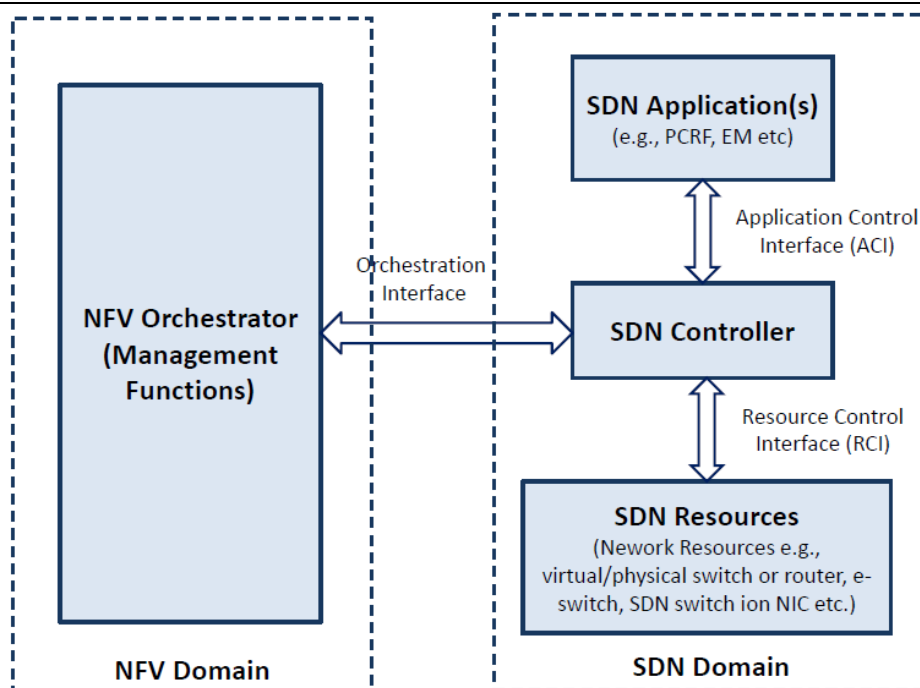 SDN Application(s)
(e.g., PCRF, EM etc)
Application Control
Interface (ACI)
Orchestration
Interface
NFV Orchestrator
(Management
Functions)
SDN Controller
Resource Control
Interface (RCI)
SDN Resources
(Nework Resources e.g.,
virtual/physical switch or router, e-
switch, SDN switch ion NIC etc.)
NFV Domain
SDN Domain